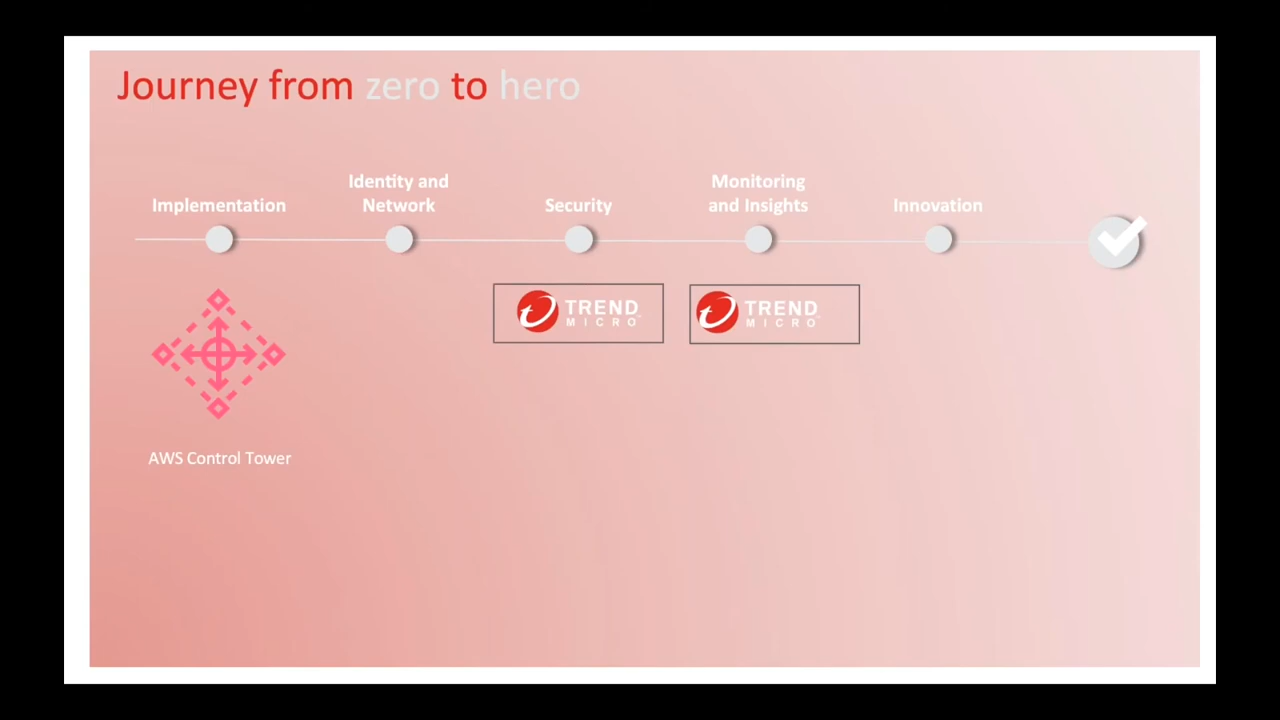 Journey from zero to hero
Identity and
Network
Monitoring
and Insights
Implementation
Security
Innovation
TREND
MICRO
TREND
MICRO
AWS Control Tower